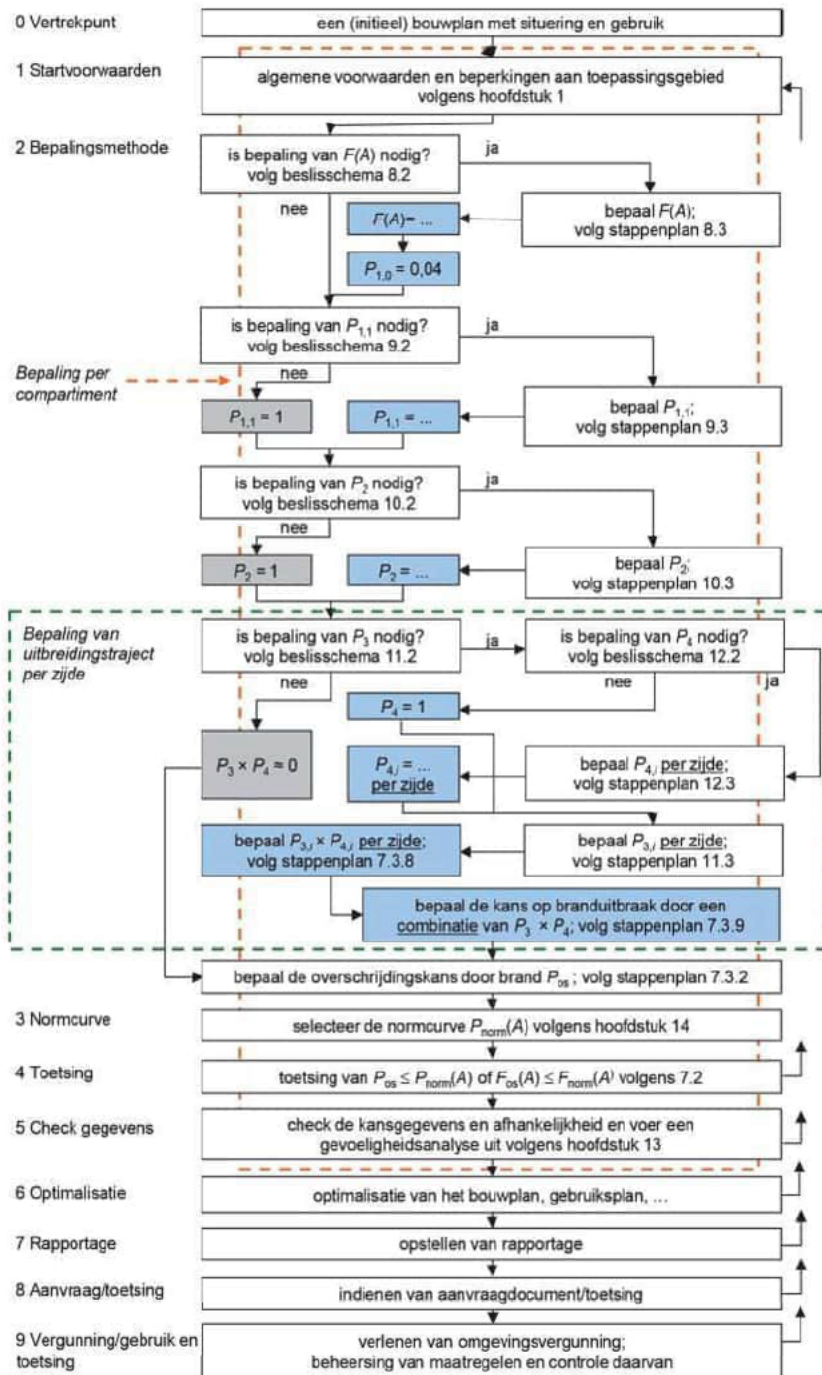 0 Vertrekpunt
een (initieel) bouwplan met situering en gebruik
1 Startvoorwaarden
algemene voorwaarden en beperkingen aan toepassingsgebied
volgens hoofdstuk 1
2 Bepalingsmethode
is bepaling van F(A) nodig?
volg beslisschema 8.2
ja
nee
bepaal F(A);
volg stappenplan 8.3
F(A)= ...
P1,0 = 0,04
is bepaling van P1,1 nodig?
volg beslisschema 9.2
ja
nee
Bepaling per
compartiment
P1,1 = 1
P1,1 = ...
bepaal P1,1;
volg stappenplan 9.3
is bepaling van P2 nodig?
volg beslisschema 10.2
ja
nee
P2 = 1
P2 = ...
bepaal P2;
volg stappenplan 10.3
Bepaling van
uitbreidingstraject
per zijde
is bepaling van P3 nodig?
volg beslisschema 11.2
ja
is bepaling van P4 nodig?
volg beslisschema 12.2
nee
nee
ja
P4 = 1
P3 × P4 = 0
P4,i = ...
per zijde
bepaal P4,i per zijde;
volg stappenplan 12.3
bepaal P3,i × P4,i per zijde;
volg stappenplan 7.3.8
bepaal P3,i per zijde;
volg stappenplan 11.3
bepaal de kans op branduitbraak door een
combinatie van P3 × P4; volg stappenplan 7.3.9
bepaal de overschrijdingskans door brand Pos ; volg stappenplan 7.3.2
3 Normcurve
selecteer de normcurve Pnorm(A) volgens hoofdstuk 14
4 Toetsing
toetsing van Pos ≤ Pnorm(A) of Fos(A) ≤ Fnorm(A) volgens 7.2
5 Check gegevens
check de kansgegevens en afhankelijkheid en voer een
gevoeligheidsanalyse uit volgens hoofdstuk 13
6 Optimalisatie
optimalisatie van het bouwplan, gebruiksplan, ...
7 Rapportage
opstellen van rapportage
8 Aanvraag/toetsing
indienen van aanvraagdocument/toetsing
9 Vergunning/gebruik en
toetsing
verlenen van omgevingsvergunning;
beheersing van maatregelen en controle daarvan